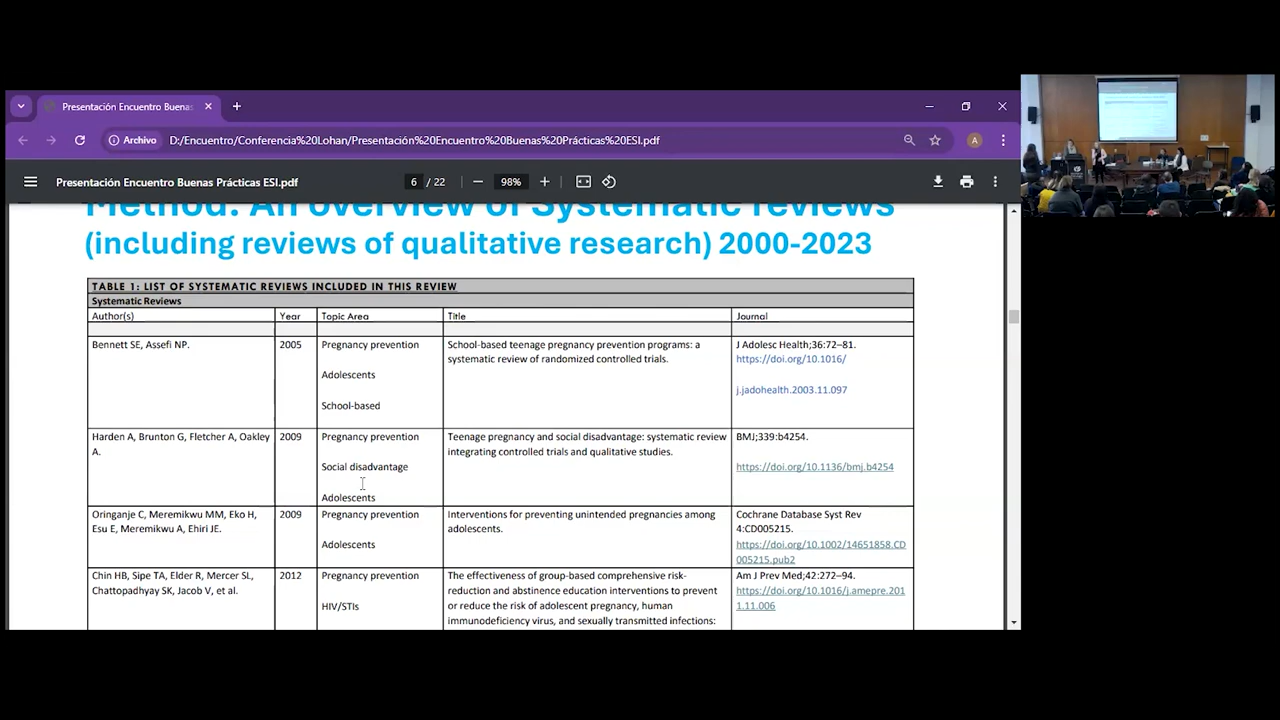 Presentación Encuentro Buenas
Archivo
D:/Encuentro/Conferencia%20Lohan/Presentación%20Encuentro%20Buenas%20Prácticas%20ESI.pdf
A
Presentación Encuentro Buenas Prácticas ESI.pdf
6 / 22
98%
Method: An overview of Systematic reviews
(including reviews of qualitative research) 2000-2023
TABLE 1: LIST OF SYSTEMATIC REVIEWS INCLUDED IN THIS REVIEW
Systematic Reviews
Author(s) Year Topic Area Title Journal
Bennett SE, Assefi NP. 2005 Pregnancy prevention School-based teenage pregnancy prevention programs: a J Adolesc Health;36:72–81.
systematic review of randomized controlled trials. https://doi.org/10.1016/
Adolescents
j.jadohealth.2003.11.097
School-based
Harden A, Brunton G, Fletcher A, Oakley 2009 Pregnancy prevention Teenage pregnancy and social disadvantage: systematic review BMJ;339:b4254.
A. integrating controlled trials and qualitative studies.
Social disadvantage https://doi.org/10.1136/bmj.b4254
Adolescents
Oringanje C, Meremikwu MM, Eko H, 2009 Pregnancy prevention Interventions for preventing unintended pregnancies among Cochrane Database Syst Rev
Esu E, Meremikwu A, Ehiri JE. adolescents. 4:CD005215.
Adolescents https://doi.org/10.1002/14651858.CD
005215.pub2
Chin HB, Sipe TA, Elder R, Mercer SL, 2012 Pregnancy prevention The effectiveness of group-based comprehensive risk- Am J Prev Med;42:272–94.
Chattopadhyay SK, Jacob V, et al. reduction and abstinence education interventions to prevent https://doi.org/10.1016/j.amepre.201
HIV/STIs or reduce the risk of adolescent pregnancy, human 1.11.006
immunodeficiency virus, and sexually transmitted infections: